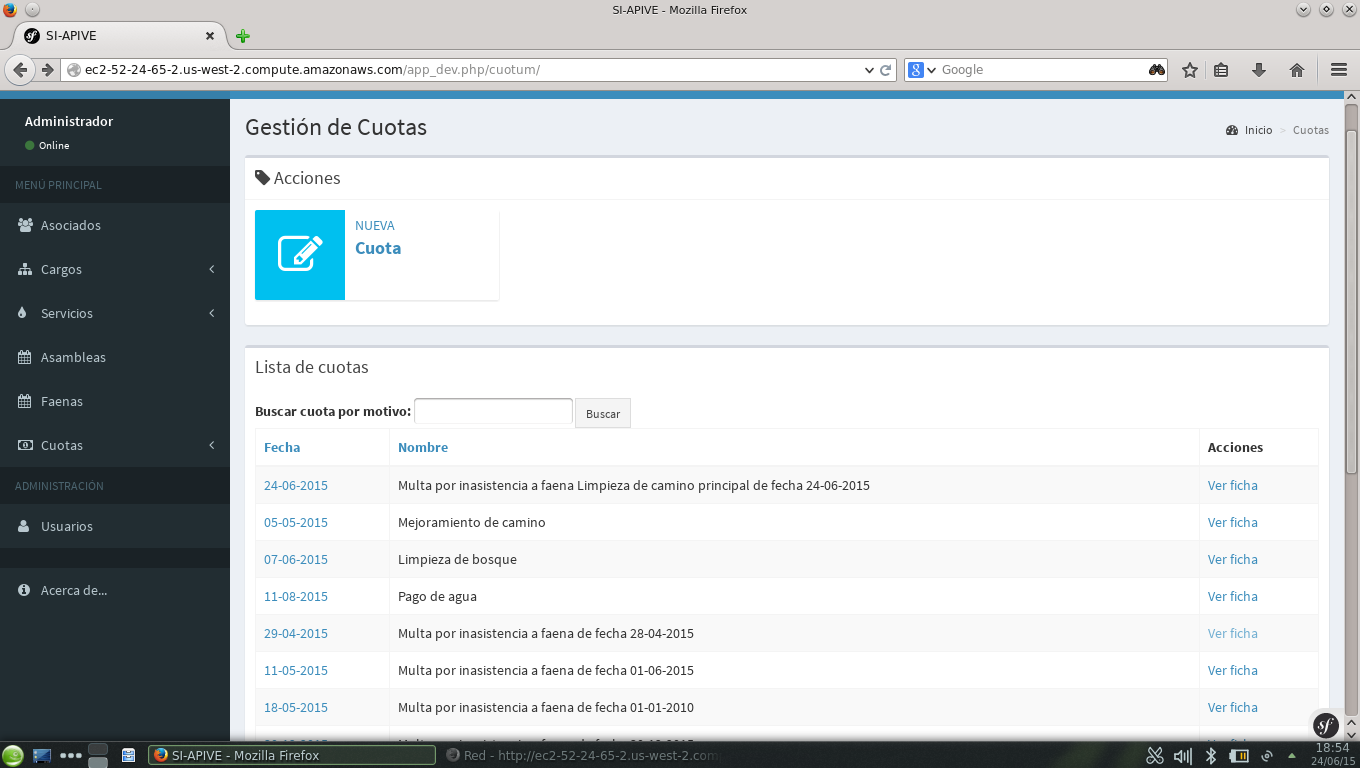 SI-APIVE - Mozilla Firefox
SI-APIVE
ec2-52-24-65-2.us-west-2.compute.amazonaws.com/app_dev.php/cuotum/
Google
Administrador
Online
MENÚ PRINCIPAL
Asociados
Cargos
Servicios
Asambleas
Faenas
Cuotas
ADMINISTRACIÓN
Usuarios
Acerca de...
Gestión de Cuotas
Inicio > Cuotas
Acciones
NUEVA
Cuota
Lista de cuotas
Buscar cuota por motivo: Buscar
Fecha Nombre Acciones
24-06-2015 Multa por inasistencia a faena Limpieza de camino principal de fecha 24-06-2015 Ver ficha
05-05-2015 Mejoramiento de camino Ver ficha
07-06-2015 Limpieza de bosque Ver ficha
11-08-2015 Pago de agua Ver ficha
29-04-2015 Multa por inasistencia a faena de fecha 28-04-2015 Ver ficha
11-05-2015 Multa por inasistencia a faena de fecha 01-06-2015 Ver ficha
18-05-2015 Multa por inasistencia a faena de fecha 01-01-2010 Ver ficha
SI-APIVE - Mozilla Firefox
Red - http://ec2-52-24-65-2.us-west-2.com
18:54
24/06/15